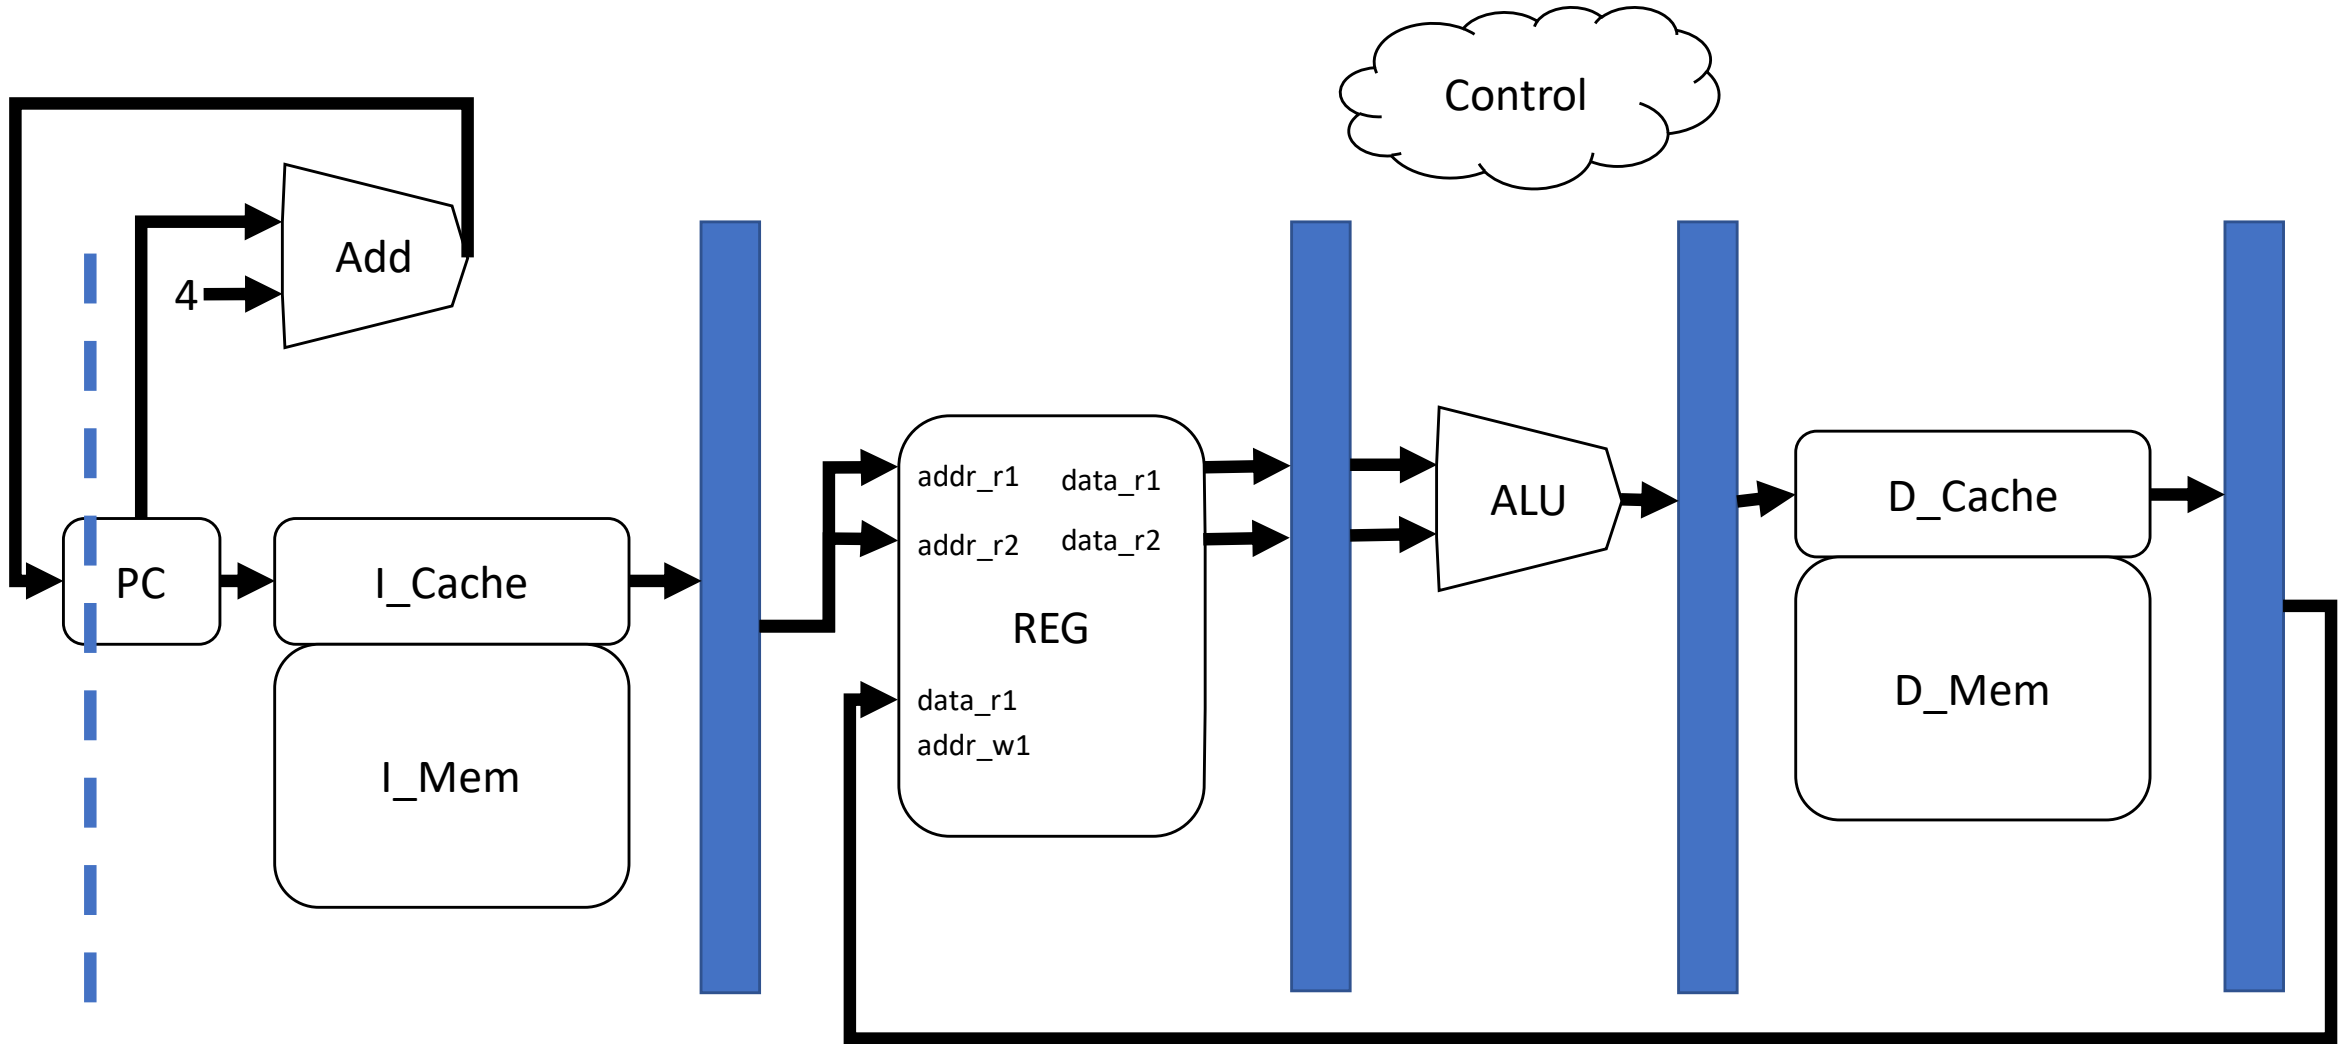 Control
Add
4
PC
I_Cache
I_Mem
addr_r1
data_r1
addr_r2
data_r2
REG
data_r1
addr_w1
ALU
D_Cache
D_Mem